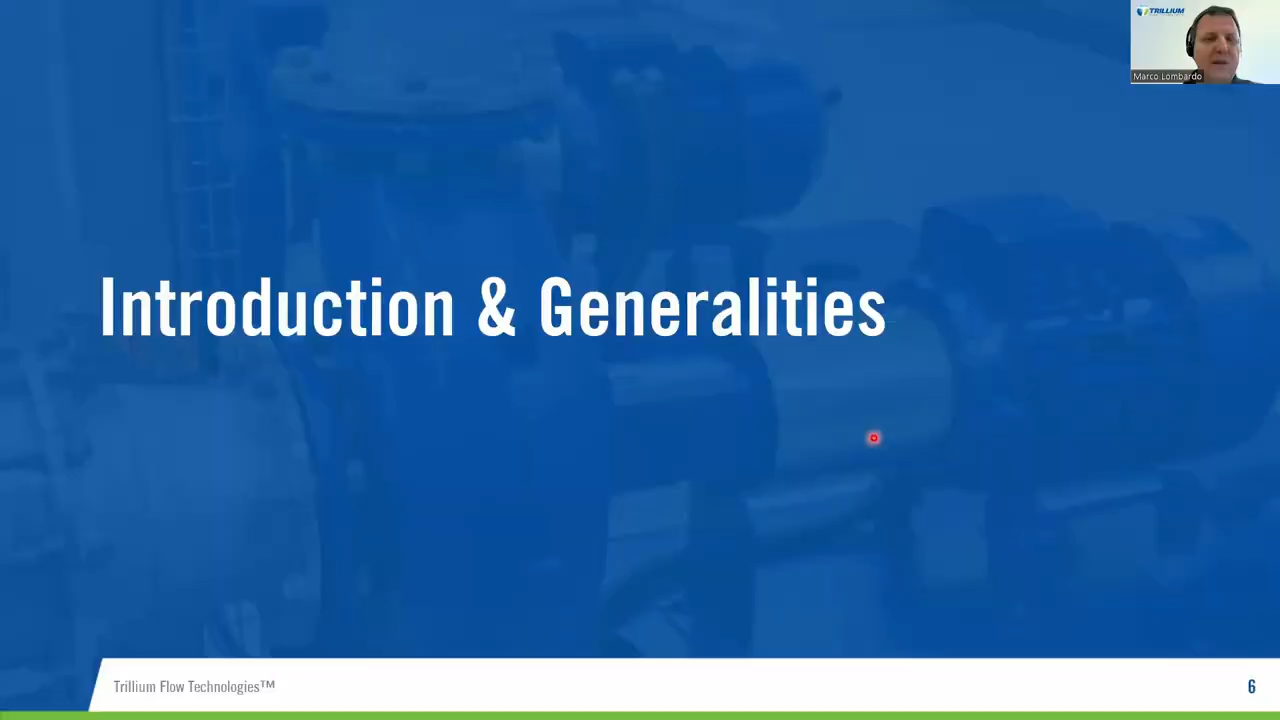 TRILLIUM
Marco Lombardo
Introduction & Generalities
Trillium Flow Technologies™
6